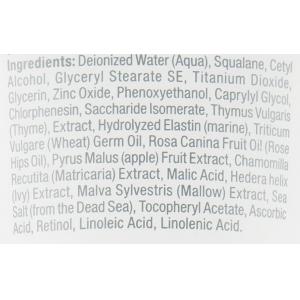 Ingredients: Deionized Water (Aqua), Squalane, Cetyl
Alcohol, Glyceryl Stearate SE, Titanium Dioxide,
Glycerin, Zinc Oxide, Phenoxyethanol, Caprylyl Glycol,
Chlorphenesin, Saccharide Isomerate, Thymus Vulgaris
(Thyme), Extract, Hydrolyzed Elastin (marine), Triticum
Vulgare (Wheat) Germ Oil, Rosa Canina Fruit Oil (Rose
Hips Oil), Pyrus Malus (apple) Fruit Extract, Chamomilla
Recutita (Matricaria) Extract, Malic Acid, Hedera helix
(Ivy) Extract, Malva Sylvestris (Mallow) Extract, Sea
Salt (from the Dead Sea), Tocopheryl Acetate, Ascorbic
Acid, Retinol, Linoleic Acid, Linolenic Acid.